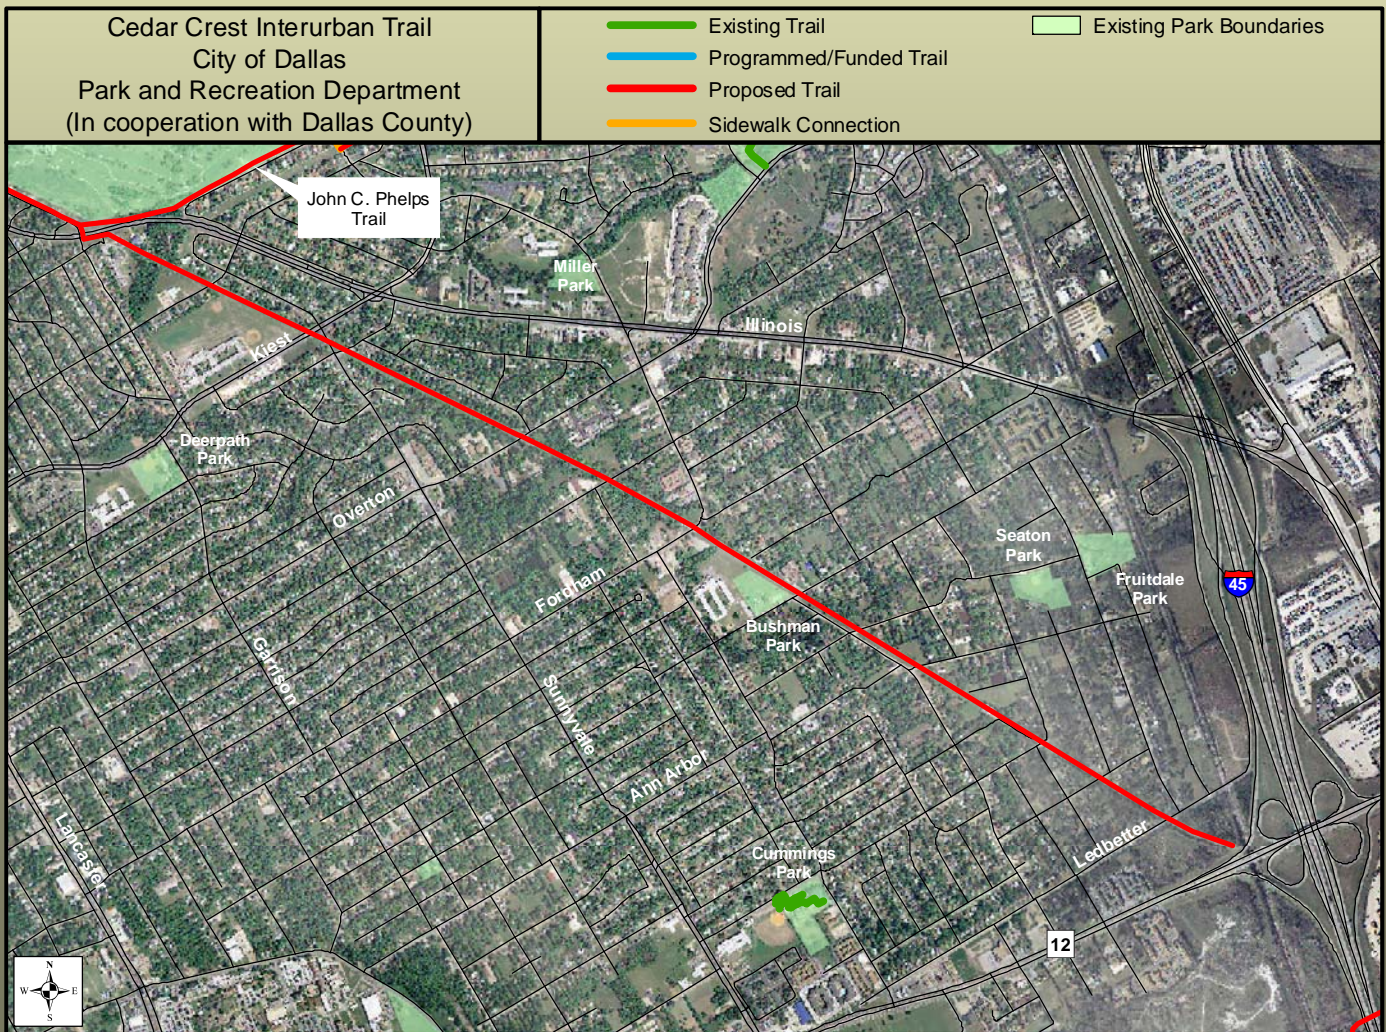 Cedar Crest Interurban Trail
City of Dallas
Park and Recreation Department
(In cooperation with Dallas County)
Existing Trail
Programmed/Funded Trail
Proposed Trail
Sidewalk Connection
Existing Park Boundaries
John C. Phelps
Trail
Miller
Park
Illinois
Kiest
Deerpath
Park
Overton
Seaton
Park
Fordham
Fruitdale
Park
45
Bushman
Park
Garrison
Sunnyvale
Ann Arbor
Lancaster
Ledbetter
Cummings
Park
12
N
W E
S